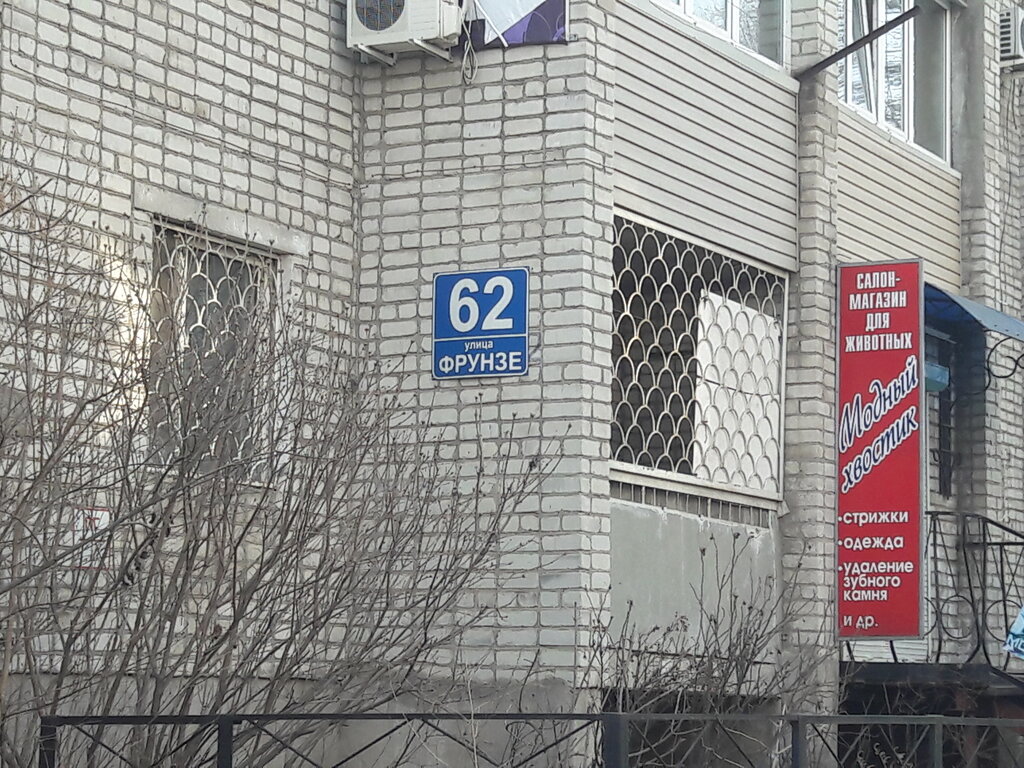 62
улица
ФРУНЗЕ
САЛОН-
МАГАЗИН
ДЛЯ
ЖИВОТНЫХ
Модный
хвостик
•стрижки
•одежда
•удаление
зубного
камня
и др.